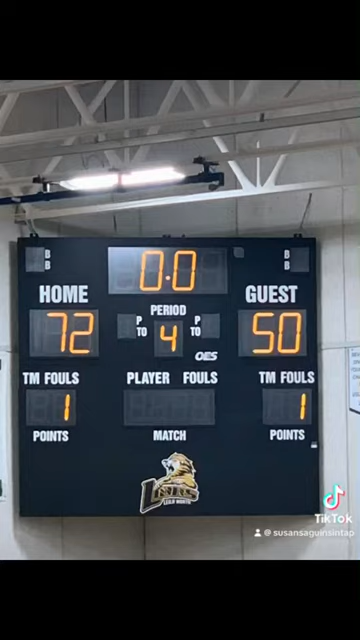 B
B
B
B
0.0
HOME
GUEST
PERIOD
72
P
TO
4
P
TO
50
OES
TM FOULS
PLAYER FOULS
TM FOULS
1
1
POINTS
MATCH
POINTS
TikTok
@susansaguinsintap